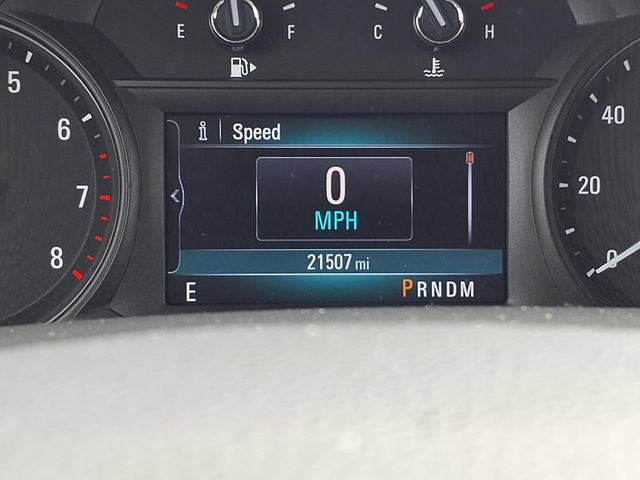 E F C H
5
6
7
8
i Speed
0
MPH
21507 mi
E PRNDM
40
20
0